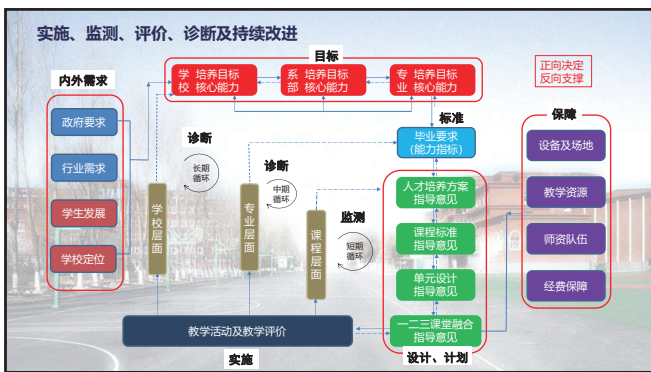 实施、监测、评价、诊断及持续改进
目标
学校 培养目标 核心能力
系部 培养目标 核心能力
专业 培养目标 核心能力
正向决定
反向支撑
内外需求
政府要求
行业需求
学生发展
学校定位
诊断
长期
循环
学校层面
诊断
中期
循环
专业层面
监测
短期
循环
课程层面
标准
毕业要求
(能力指标)
人才培养方案
指导意见
课程标准
指导意见
单元设计
指导意见
一二三课堂融合
指导意见
设计、计划
保障
设备及场地
教学资源
师资队伍
经费保障
教学活动及教学评价
实施